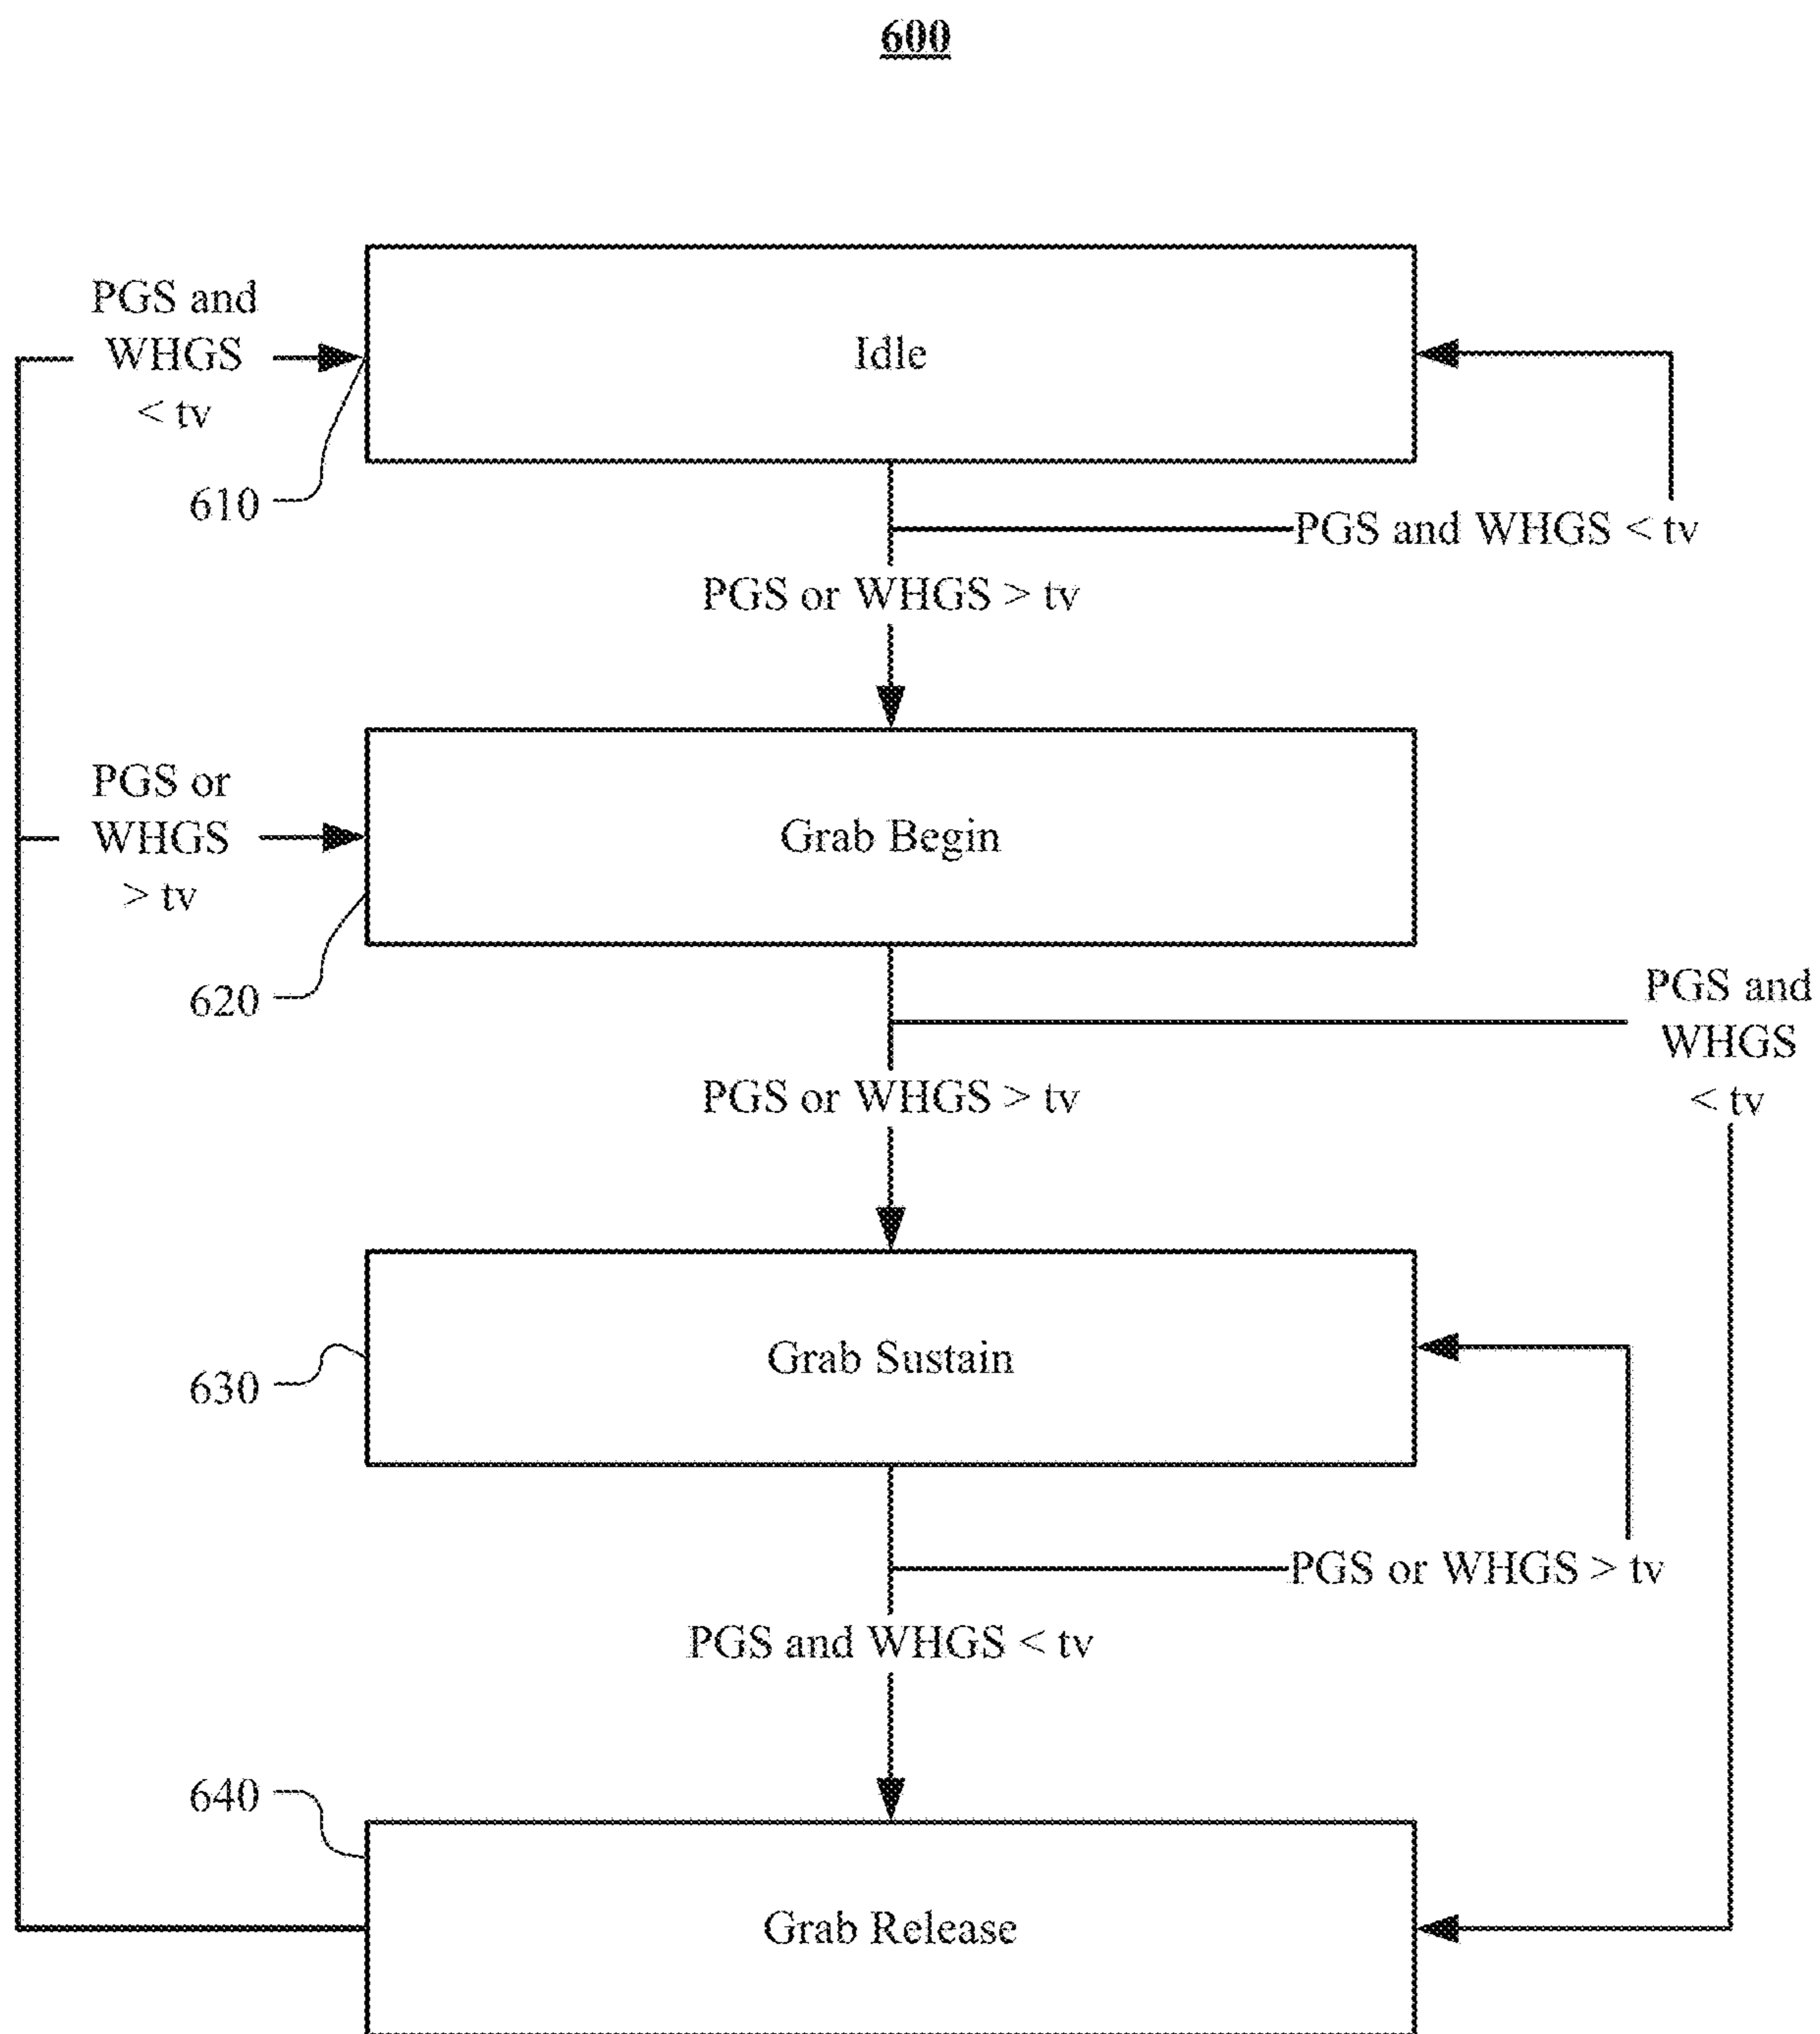 600
PGS and
WHGS
< tv
Idle
610
PGS and WHGS < tv
PGS or WHGS > tv
PGS or
WHGS
> tv
Grab Begin
620
PGS and
WHGS
< tv
PGS or WHGS > tv
Grab Sustain
630
PGS or WHGS > tv
PGS and WHGS < tv
640
Grab Release